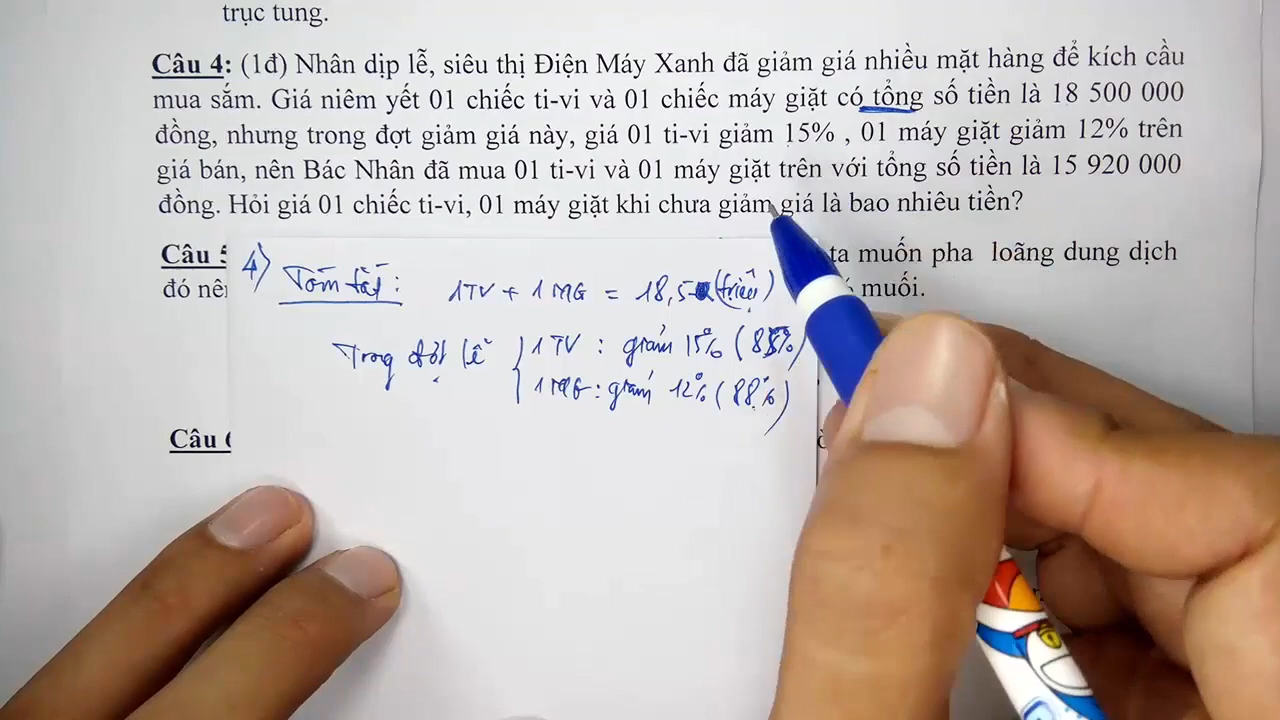 trục tung.
Câu 4: (1đ) Nhân dịp lễ, siêu thị Điện Máy Xanh đã giảm giá nhiều mặt hàng để kích cầu
mua sắm. Giá niêm yết 01 chiếc ti-vi và 01 chiếc máy giặt có tổng số tiền là 18 500 000
đồng, nhưng trong đợt giảm giá này, giá 01 ti-vi giảm 15% , 01 máy giặt giảm 12% trên
giá bán, nên Bác Nhân đã mua 01 ti-vi và 01 máy giặt trên với tổng số tiền là 15 920 000
đồng. Hỏi giá 01 chiếc ti-vi, 01 máy giặt khi chưa giảm giá là bao nhiêu tiền?
Câu 5 ta muốn pha loãng dung dịch
đó muối.
4) Tóm tắt: 1TV + 1MG = 18,5 (triệu)
Trong đợt lễ { 1TV : giảm 15% (85%)
1MG : giảm 12% (88%)
Câu